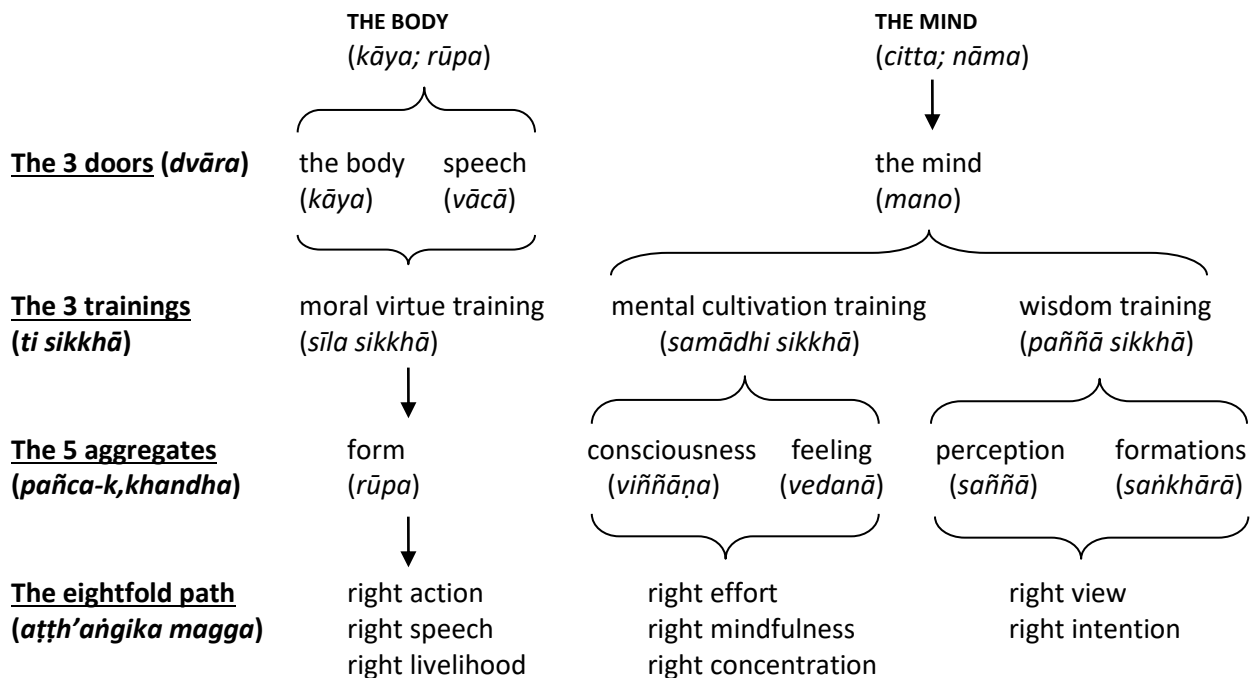 THE BODY THE MIND
(kāya; rūpa) (citta; nāma)
The 3 doors (dvāra) the body speech the mind
(kāya) (vācā) (mano)
The 3 trainings moral virtue training mental cultivation training wisdom training
(ti sikkhā) (sīla sikkhā) (samādhi sikkhā) (paññā sikkhā)
The 5 aggregates form consciousness feeling perception formations
(pañca-k,khandha) (rūpa) (viññāṇa) (vedanā) (saññā) (saṅkhārā)
The eightfold path right action right effort right view
(aṭṭh’aṅgika magga) right speech right mindfulness right intention
right livelihood right concentration